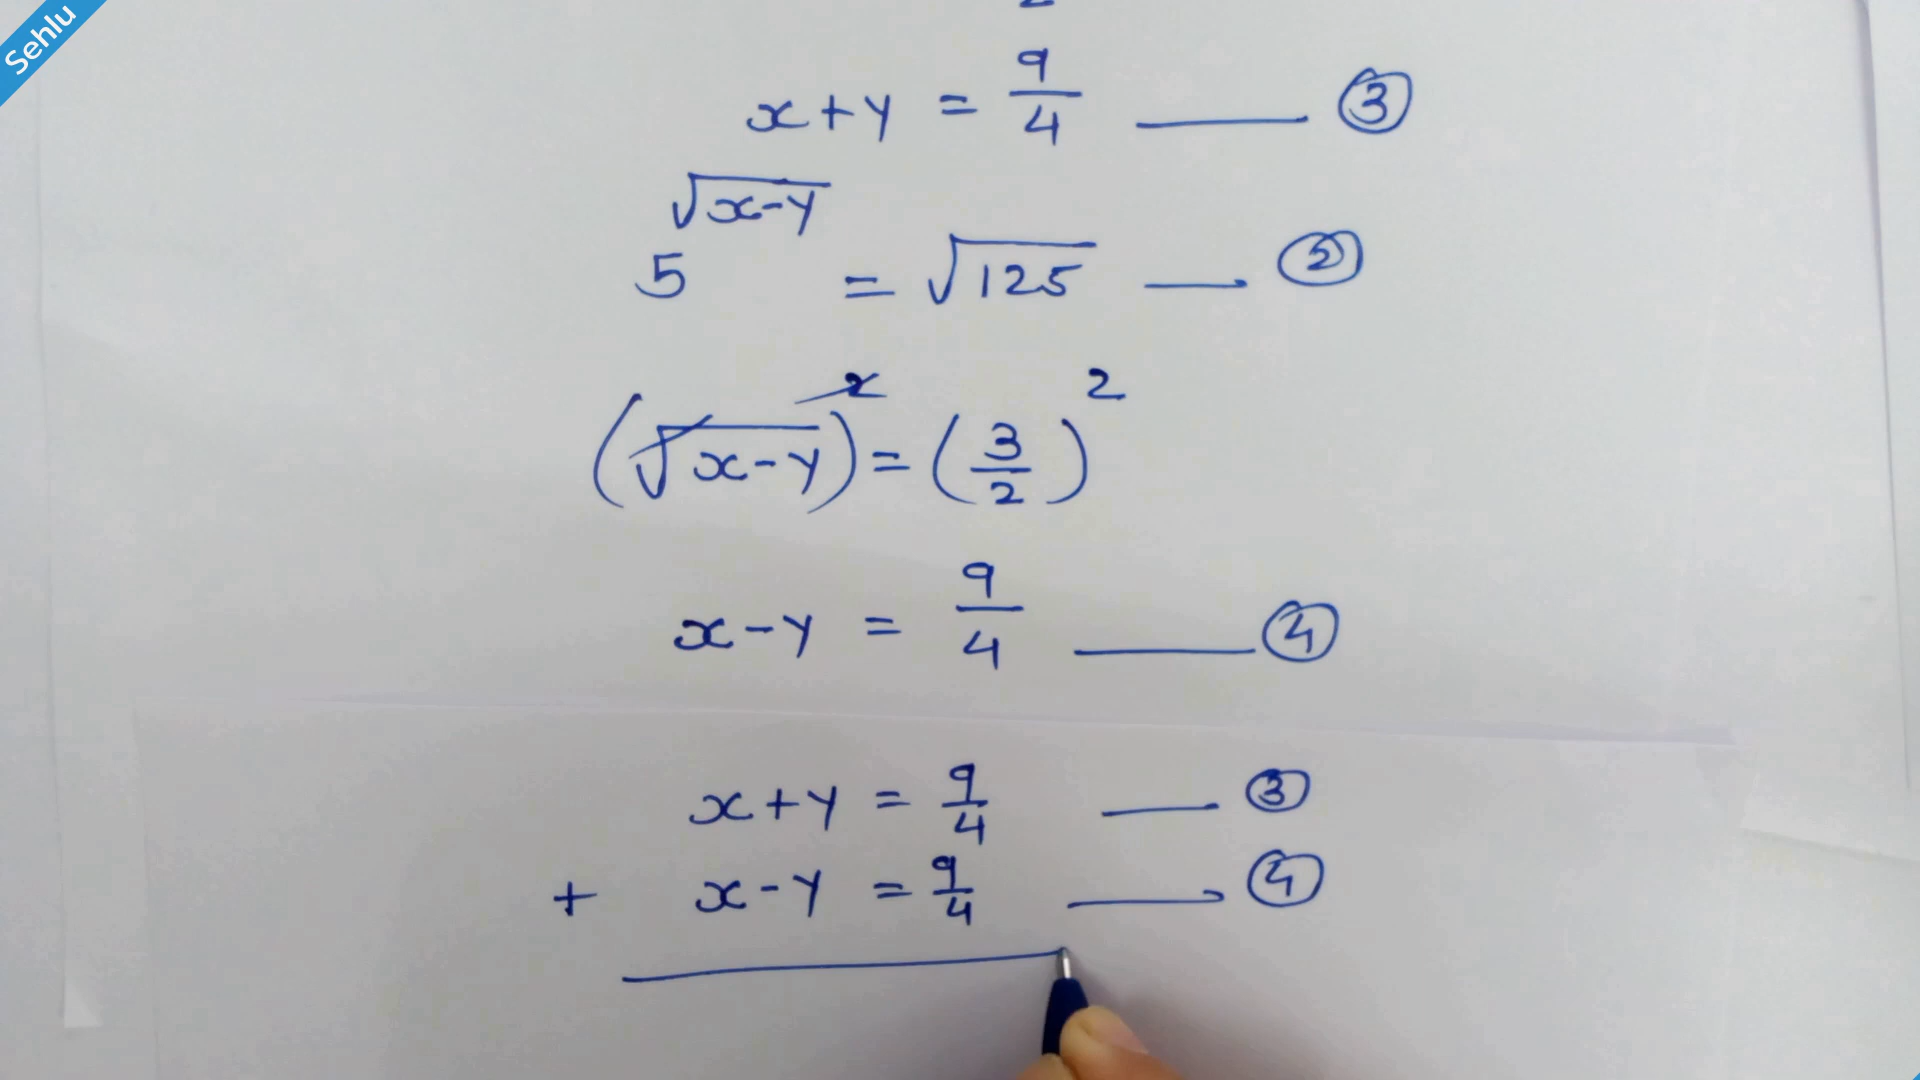 Sehlu
x + y = 9/4 ——— ③
5^√(x-y) = √125 —— ②
(√(x-y))^2 = (3/2)^2
x - y = 9/4 ——— ④
x + y = 9/4 —— ③
+ x - y = 9/4 ——— ④